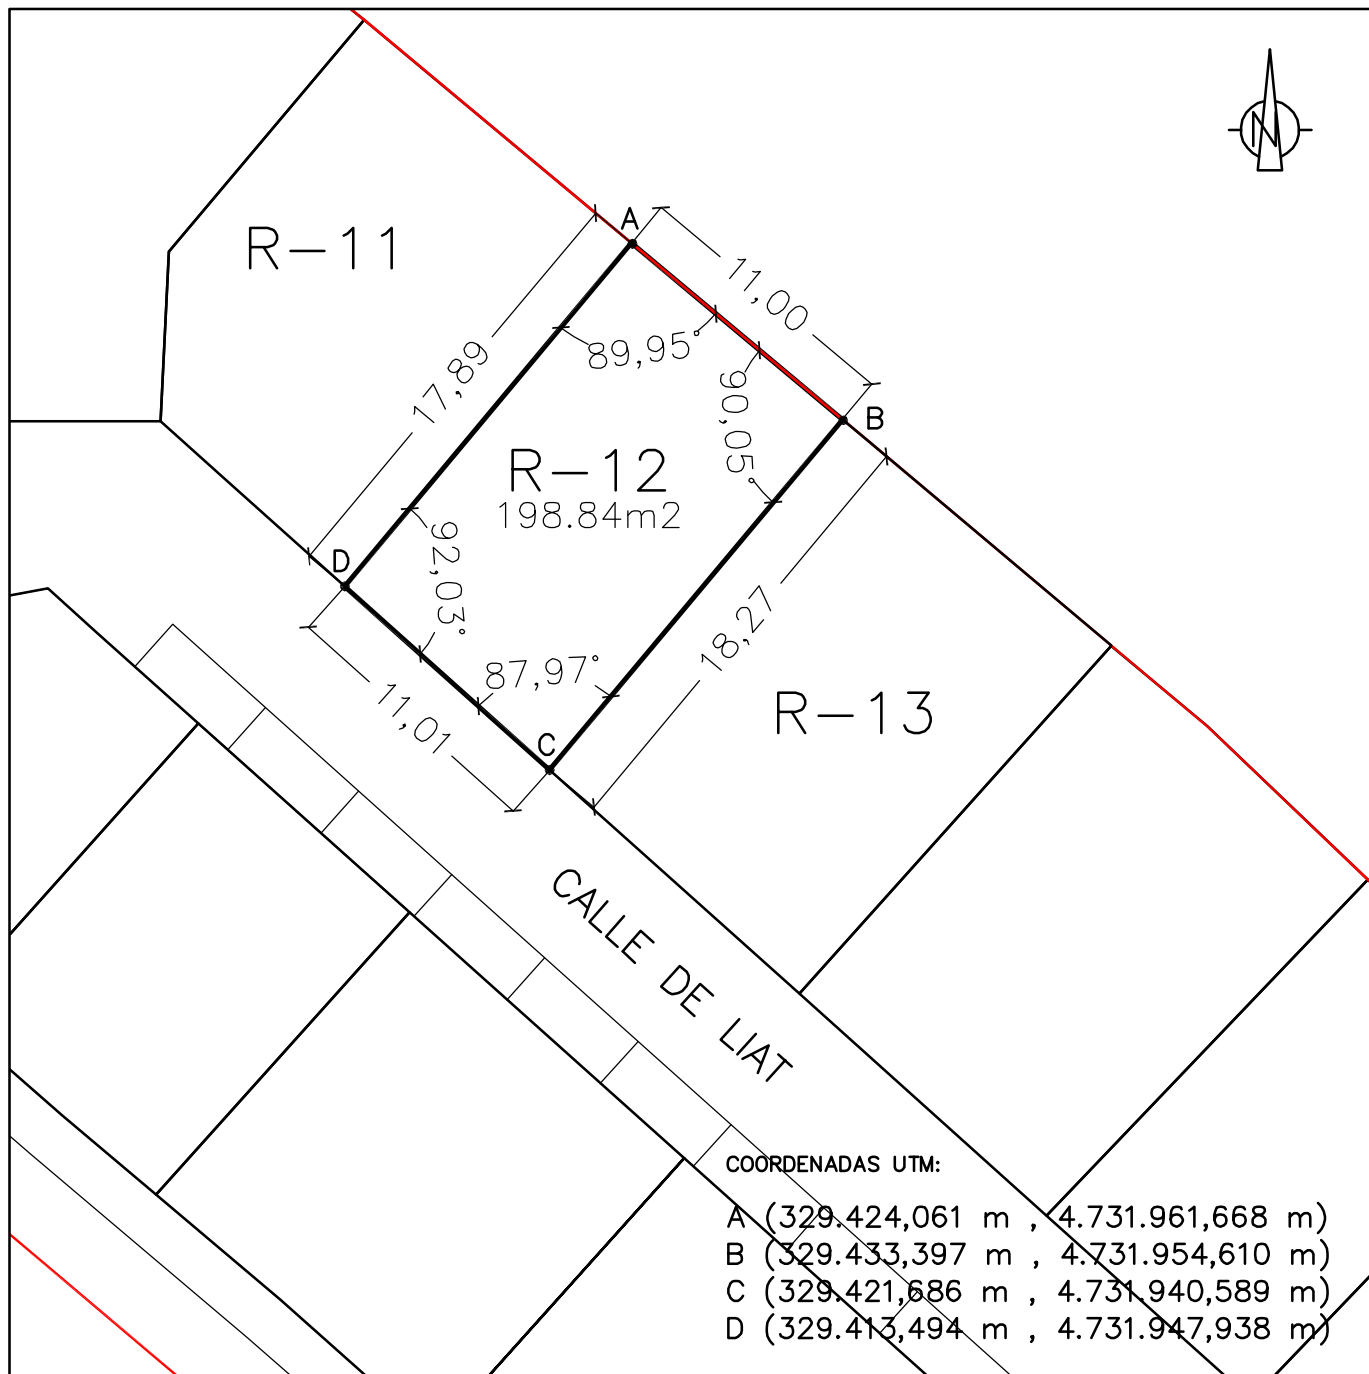 N
R-11
A
11,00
17,89
89,95°
90,05°
B
R-12
198.84m2
D
92,03°
87,97°
18,27
11,01
C
R-13
CALLE DE LIAT
COORDENADAS UTM:
A (329.424,061 m , 4.731.961,668 m)
B (329.433,397 m , 4.731.954,610 m)
C (329.421,686 m , 4.731.940,589 m)
D (329.413,494 m , 4.731.947,938 m)